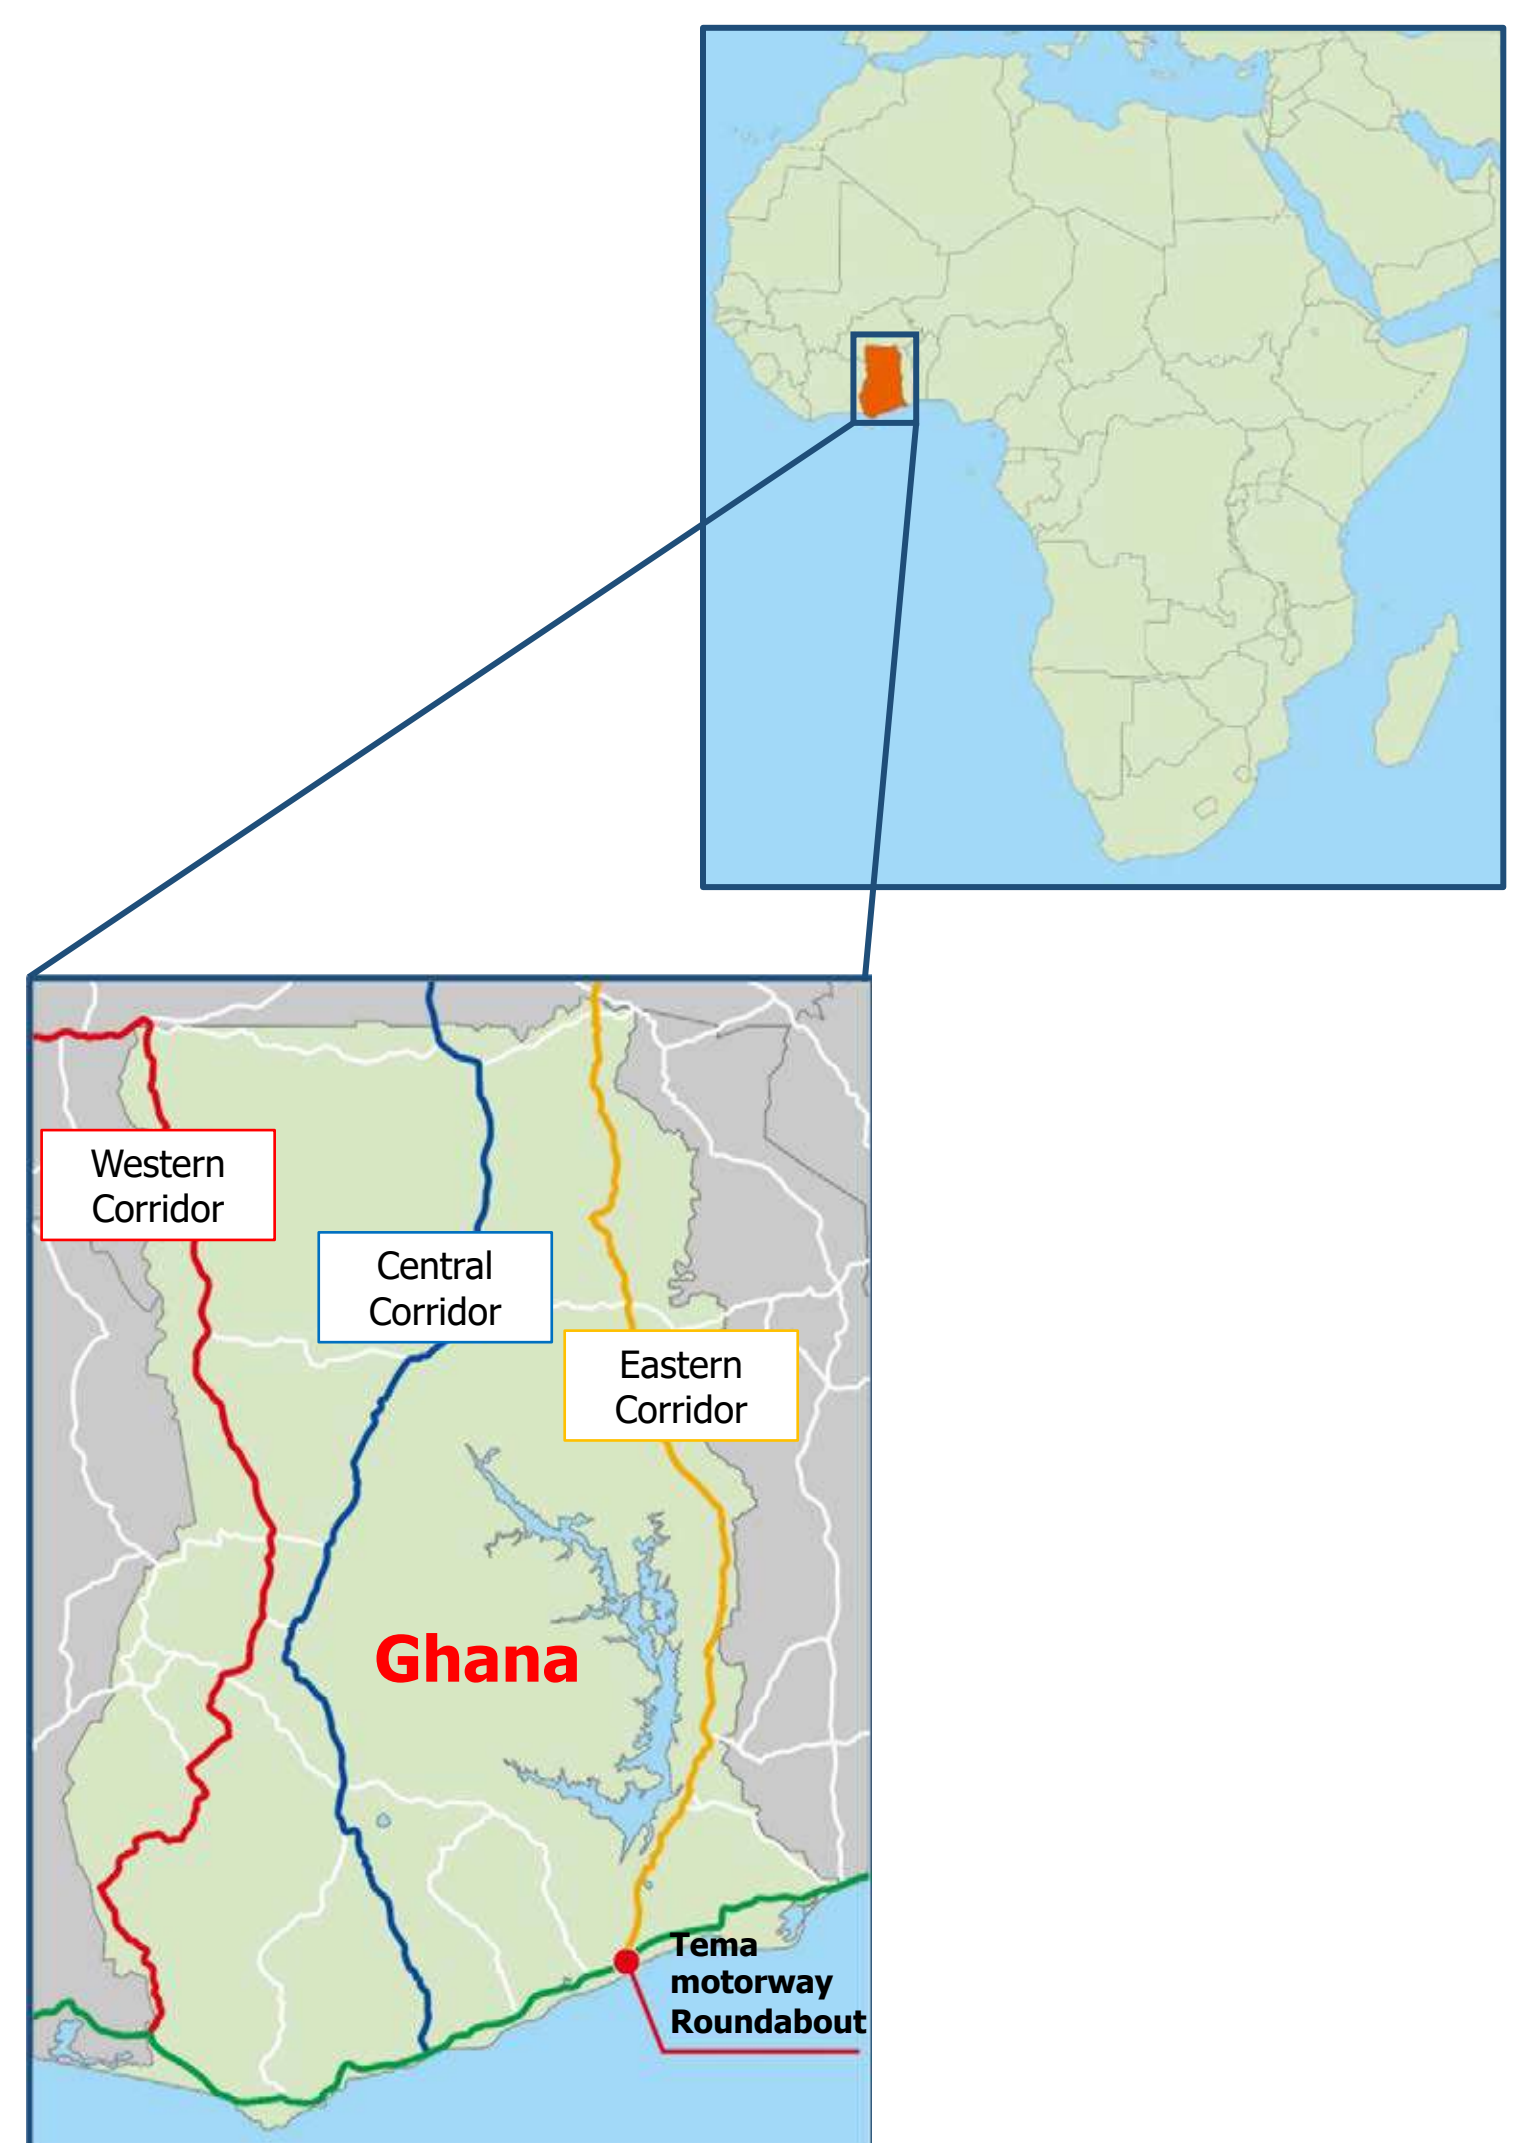 Western
Corridor
Central
Corridor
Eastern
Corridor
Ghana
Tema
motorway
Roundabout